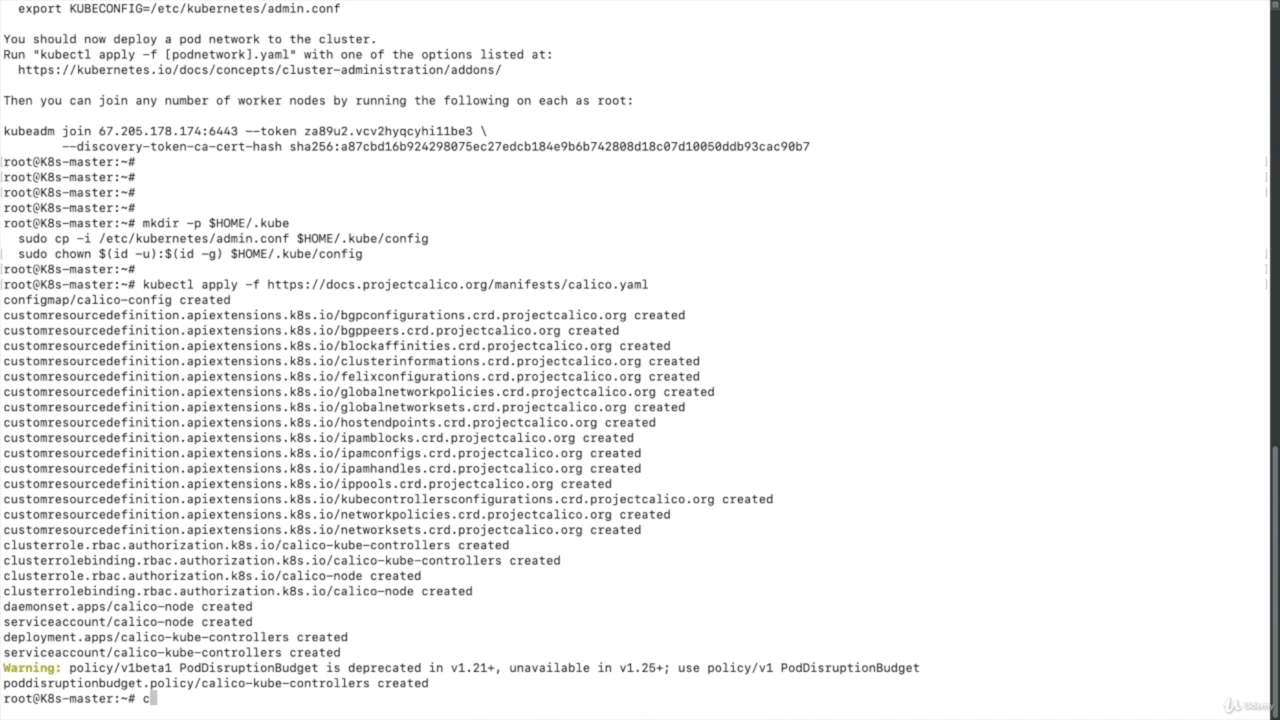 export KUBECONFIG=/etc/kubernetes/admin.conf
You should now deploy a pod network to the cluster.
Run "kubectl apply -f [podnetwork].yaml" with one of the options listed at:
  https://kubernetes.io/docs/concepts/cluster-administration/addons/
Then you can join any number of worker nodes by running the following on each as root:
kubeadm join 67.205.178.174:6443 --token za89u2.vcv2hyqcyhi11be3 \
        --discovery-token-ca-cert-hash sha256:a87cbd16b924298075ec27edcb184e9b6b742808d18c07d10050ddb93cac90b7
root@K8s-master:~#
root@K8s-master:~#
root@K8s-master:~#
root@K8s-master:~#
root@K8s-master:~# mkdir -p $HOME/.kube
  sudo cp -i /etc/kubernetes/admin.conf $HOME/.kube/config
  sudo chown $(id -u):$(id -g) $HOME/.kube/config
root@K8s-master:~#
root@K8s-master:~# kubectl apply -f https://docs.projectcalico.org/manifests/calico.yaml
configmap/calico-config created
customresourcedefinition.apiextensions.k8s.io/bgpconfigurations.crd.projectcalico.org created
customresourcedefinition.apiextensions.k8s.io/bgppeers.crd.projectcalico.org created
customresourcedefinition.apiextensions.k8s.io/blockaffinities.crd.projectcalico.org created
customresourcedefinition.apiextensions.k8s.io/clusterinformations.crd.projectcalico.org created
customresourcedefinition.apiextensions.k8s.io/felixconfigurations.crd.projectcalico.org created
customresourcedefinition.apiextensions.k8s.io/globalnetworkpolicies.crd.projectcalico.org created
customresourcedefinition.apiextensions.k8s.io/globalnetworksets.crd.projectcalico.org created
customresourcedefinition.apiextensions.k8s.io/hostendpoints.crd.projectcalico.org created
customresourcedefinition.apiextensions.k8s.io/ipamblocks.crd.projectcalico.org created
customresourcedefinition.apiextensions.k8s.io/ipamconfigs.crd.projectcalico.org created
customresourcedefinition.apiextensions.k8s.io/ipamhandles.crd.projectcalico.org created
customresourcedefinition.apiextensions.k8s.io/ippools.crd.projectcalico.org created
customresourcedefinition.apiextensions.k8s.io/kubecontrollersconfigurations.crd.projectcalico.org created
customresourcedefinition.apiextensions.k8s.io/networkpolicies.crd.projectcalico.org created
customresourcedefinition.apiextensions.k8s.io/networksets.crd.projectcalico.org created
clusterrole.rbac.authorization.k8s.io/calico-kube-controllers created
clusterrolebinding.rbac.authorization.k8s.io/calico-kube-controllers created
clusterrole.rbac.authorization.k8s.io/calico-node created
clusterrolebinding.rbac.authorization.k8s.io/calico-node created
daemonset.apps/calico-node created
serviceaccount/calico-node created
deployment.apps/calico-kube-controllers created
serviceaccount/calico-kube-controllers created
Warning: policy/v1beta1 PodDisruptionBudget is deprecated in v1.21+, unavailable in v1.25+; use policy/v1 PodDisruptionBudget
poddisruptionbudget.policy/calico-kube-controllers created
root@K8s-master:~# c
Udemy